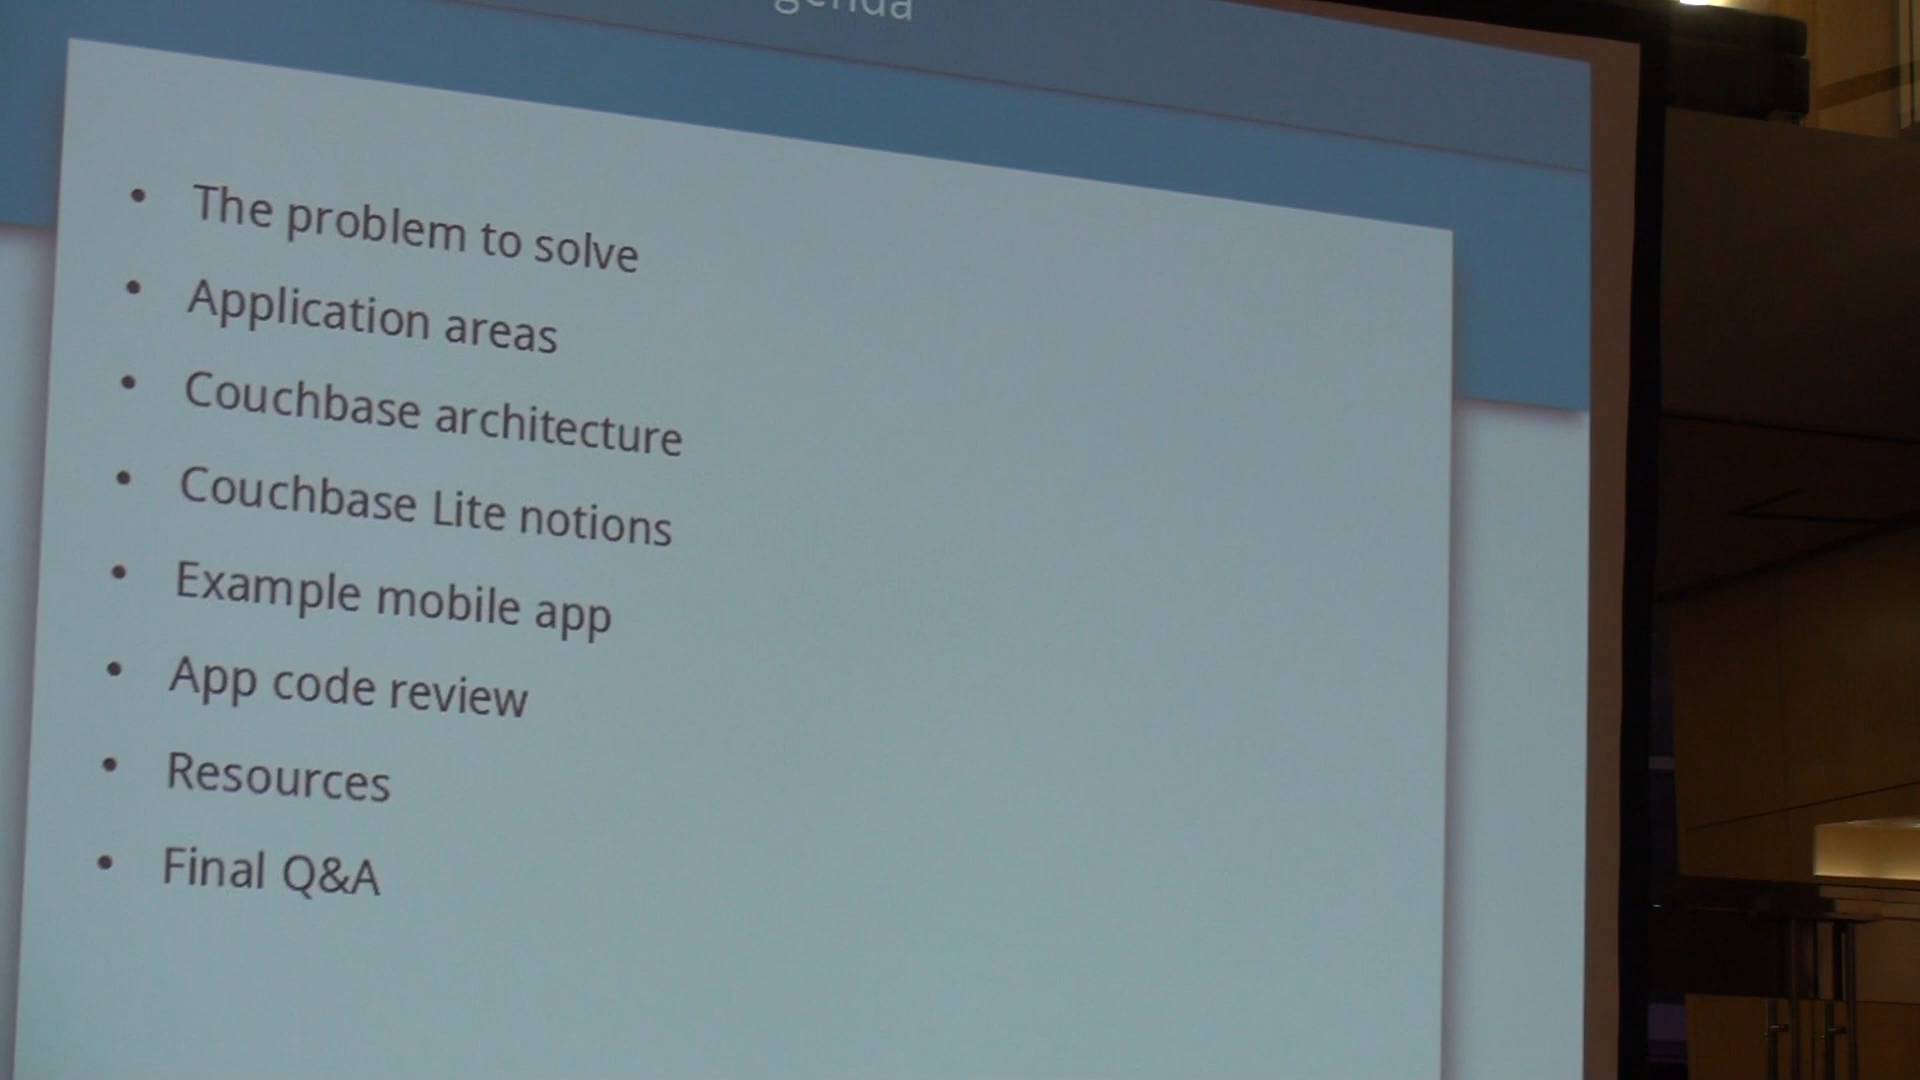 genda
• The problem to solve
• Application areas
• Couchbase architecture
• Couchbase Lite notions
• Example mobile app
• App code review
• Resources
• Final Q&A